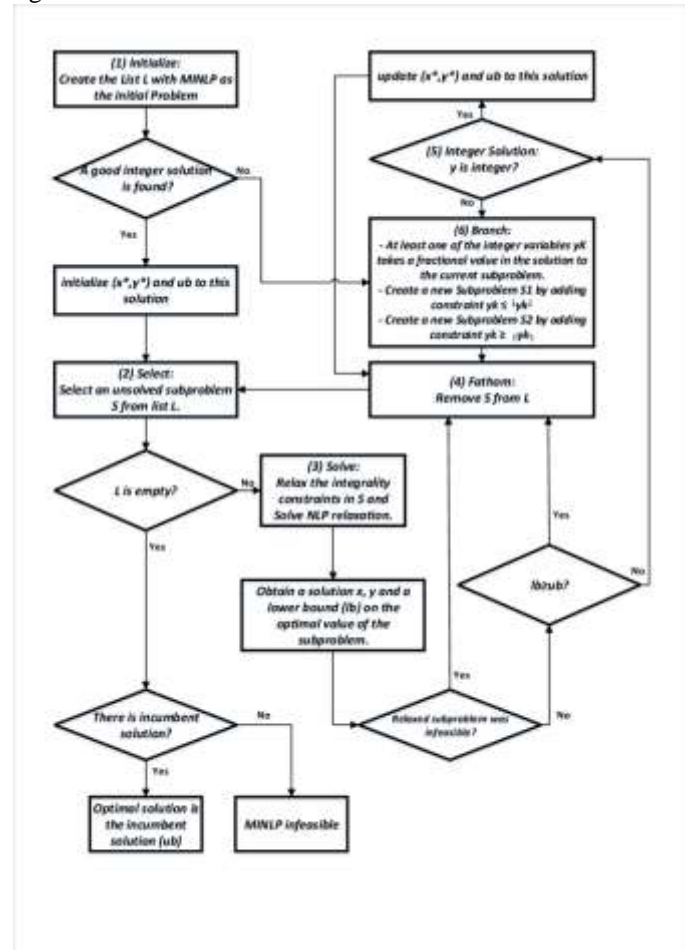 (1) Initialize:
Create the List L with MINLP as
the initial Problem
A good integer solution
is found?
No
Yes
initialize (x*,y*) and ub to this
solution
(2) Select:
Select an unsolved subproblem
S from list L.
L is empty?
No
Yes
(3) Solve:
Relax the integrality
constraints in S and
Solve NLP relaxation.
Obtain a solution x, y and a
lower bound (lb) on the
optimal value of the
subproblem.
There is incumbent
solution?
No
Yes
Optimal solution is
the incumbent
solution (ub)
MINLP infeasible
Relaxed subproblem was
infeasible?
Yes
No
lb≥ub?
Yes
No
(4) Fathom:
Remove S from L
update (x*,y*) and ub to this solution
Yes
(5) Integer Solution:
y is integer?
No
(6) Branch:
- At least one of the integer variables yK
takes a fractional value in the solution to
the current subproblem.
- Create a new Subproblem S1 by adding
constraint yk ≤ yk
- Create a new Subproblem S2 by adding
constraint yk ≥ yk